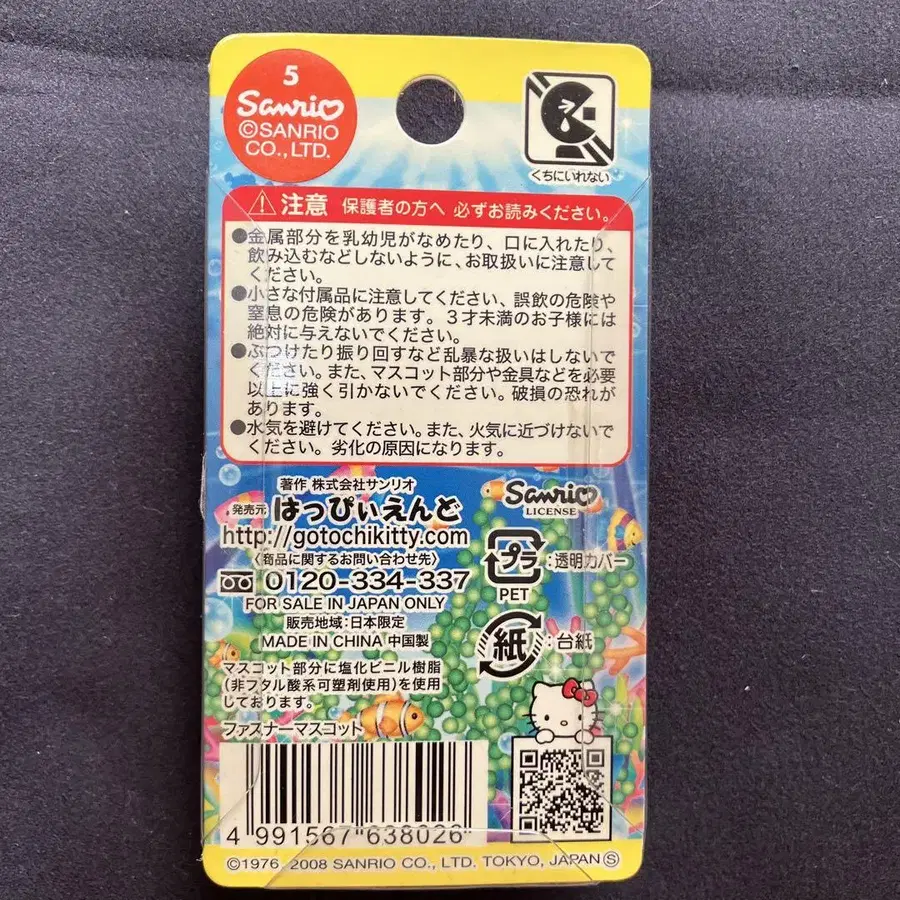 5
Sanrio
©SANRIO
CO.,LTD.
くちにいれない
注意 保護者の方へ 必ずお読みください。
●金属部分を乳幼児がなめたり、口に入れたり、
飲み込むなどしないように、お取扱いに注意して
ください。
●小さな付属品に注意してください、誤飲の危険や
窒息の危険があります。3才未満のお子様には
絶対に与えないでください。
●ぶつけたり振り回すなど乱暴な扱いはしないで
ください。また、マスコット部分や金具などを必要
以上に強く引かないでください。破損の恐れが
あります。
●水気を避けてください。また、火気に近づけないで
ください。劣化の原因になります。
著作 株式会社サンリオ
発売元 はっぴぃえんど
http://gotochikitty.com
〈商品に関するお問い合わせ先〉
0120-334-337
FOR SALE IN JAPAN ONLY
販売地域:日本限定
MADE IN CHINA 中国製
マスコット部分に塩化ビニル樹脂
(非フタル酸系可塑剤使用)を使用
しております。
ファスナーマスコット
Sanrio
LICENSE
プラ :透明カバー
PET
紙 :台紙
4 991567 638026
©1976, 2008 SANRIO CO., LTD. TOKYO, JAPAN Ⓢ